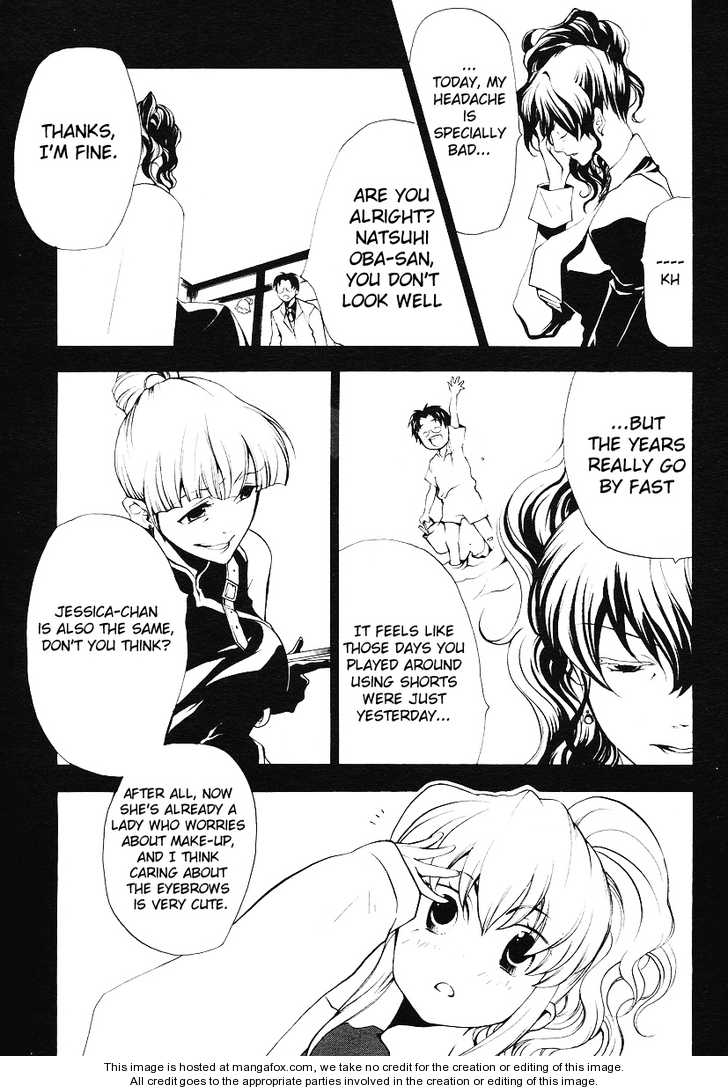 ...
TODAY, MY
HEADACHE
IS
SPECIALLY
BAD...
----
KH
ARE YOU
ALRIGHT?
NATSUHI
OBA-SAN,
YOU DON'T
LOOK WELL
THANKS,
I'M FINE.
...BUT
THE YEARS
REALLY GO
BY FAST
IT FEELS LIKE
THOSE DAYS YOU
PLAYED AROUND
USING SHORTS
WERE JUST
YESTERDAY...
JESSICA-CHAN
IS ALSO THE SAME,
DON'T YOU THINK?
AFTER ALL, NOW
SHE'S ALREADY A
LADY WHO WORRIES
ABOUT MAKE-UP,
AND I THINK
CARING ABOUT
THE EYEBROWS
IS VERY CUTE.
This image is hosted at mangafox.com, we take no credit for the creation or editing of this image.
All credit goes to the appropriate parties involved in the creation or editing of this image.